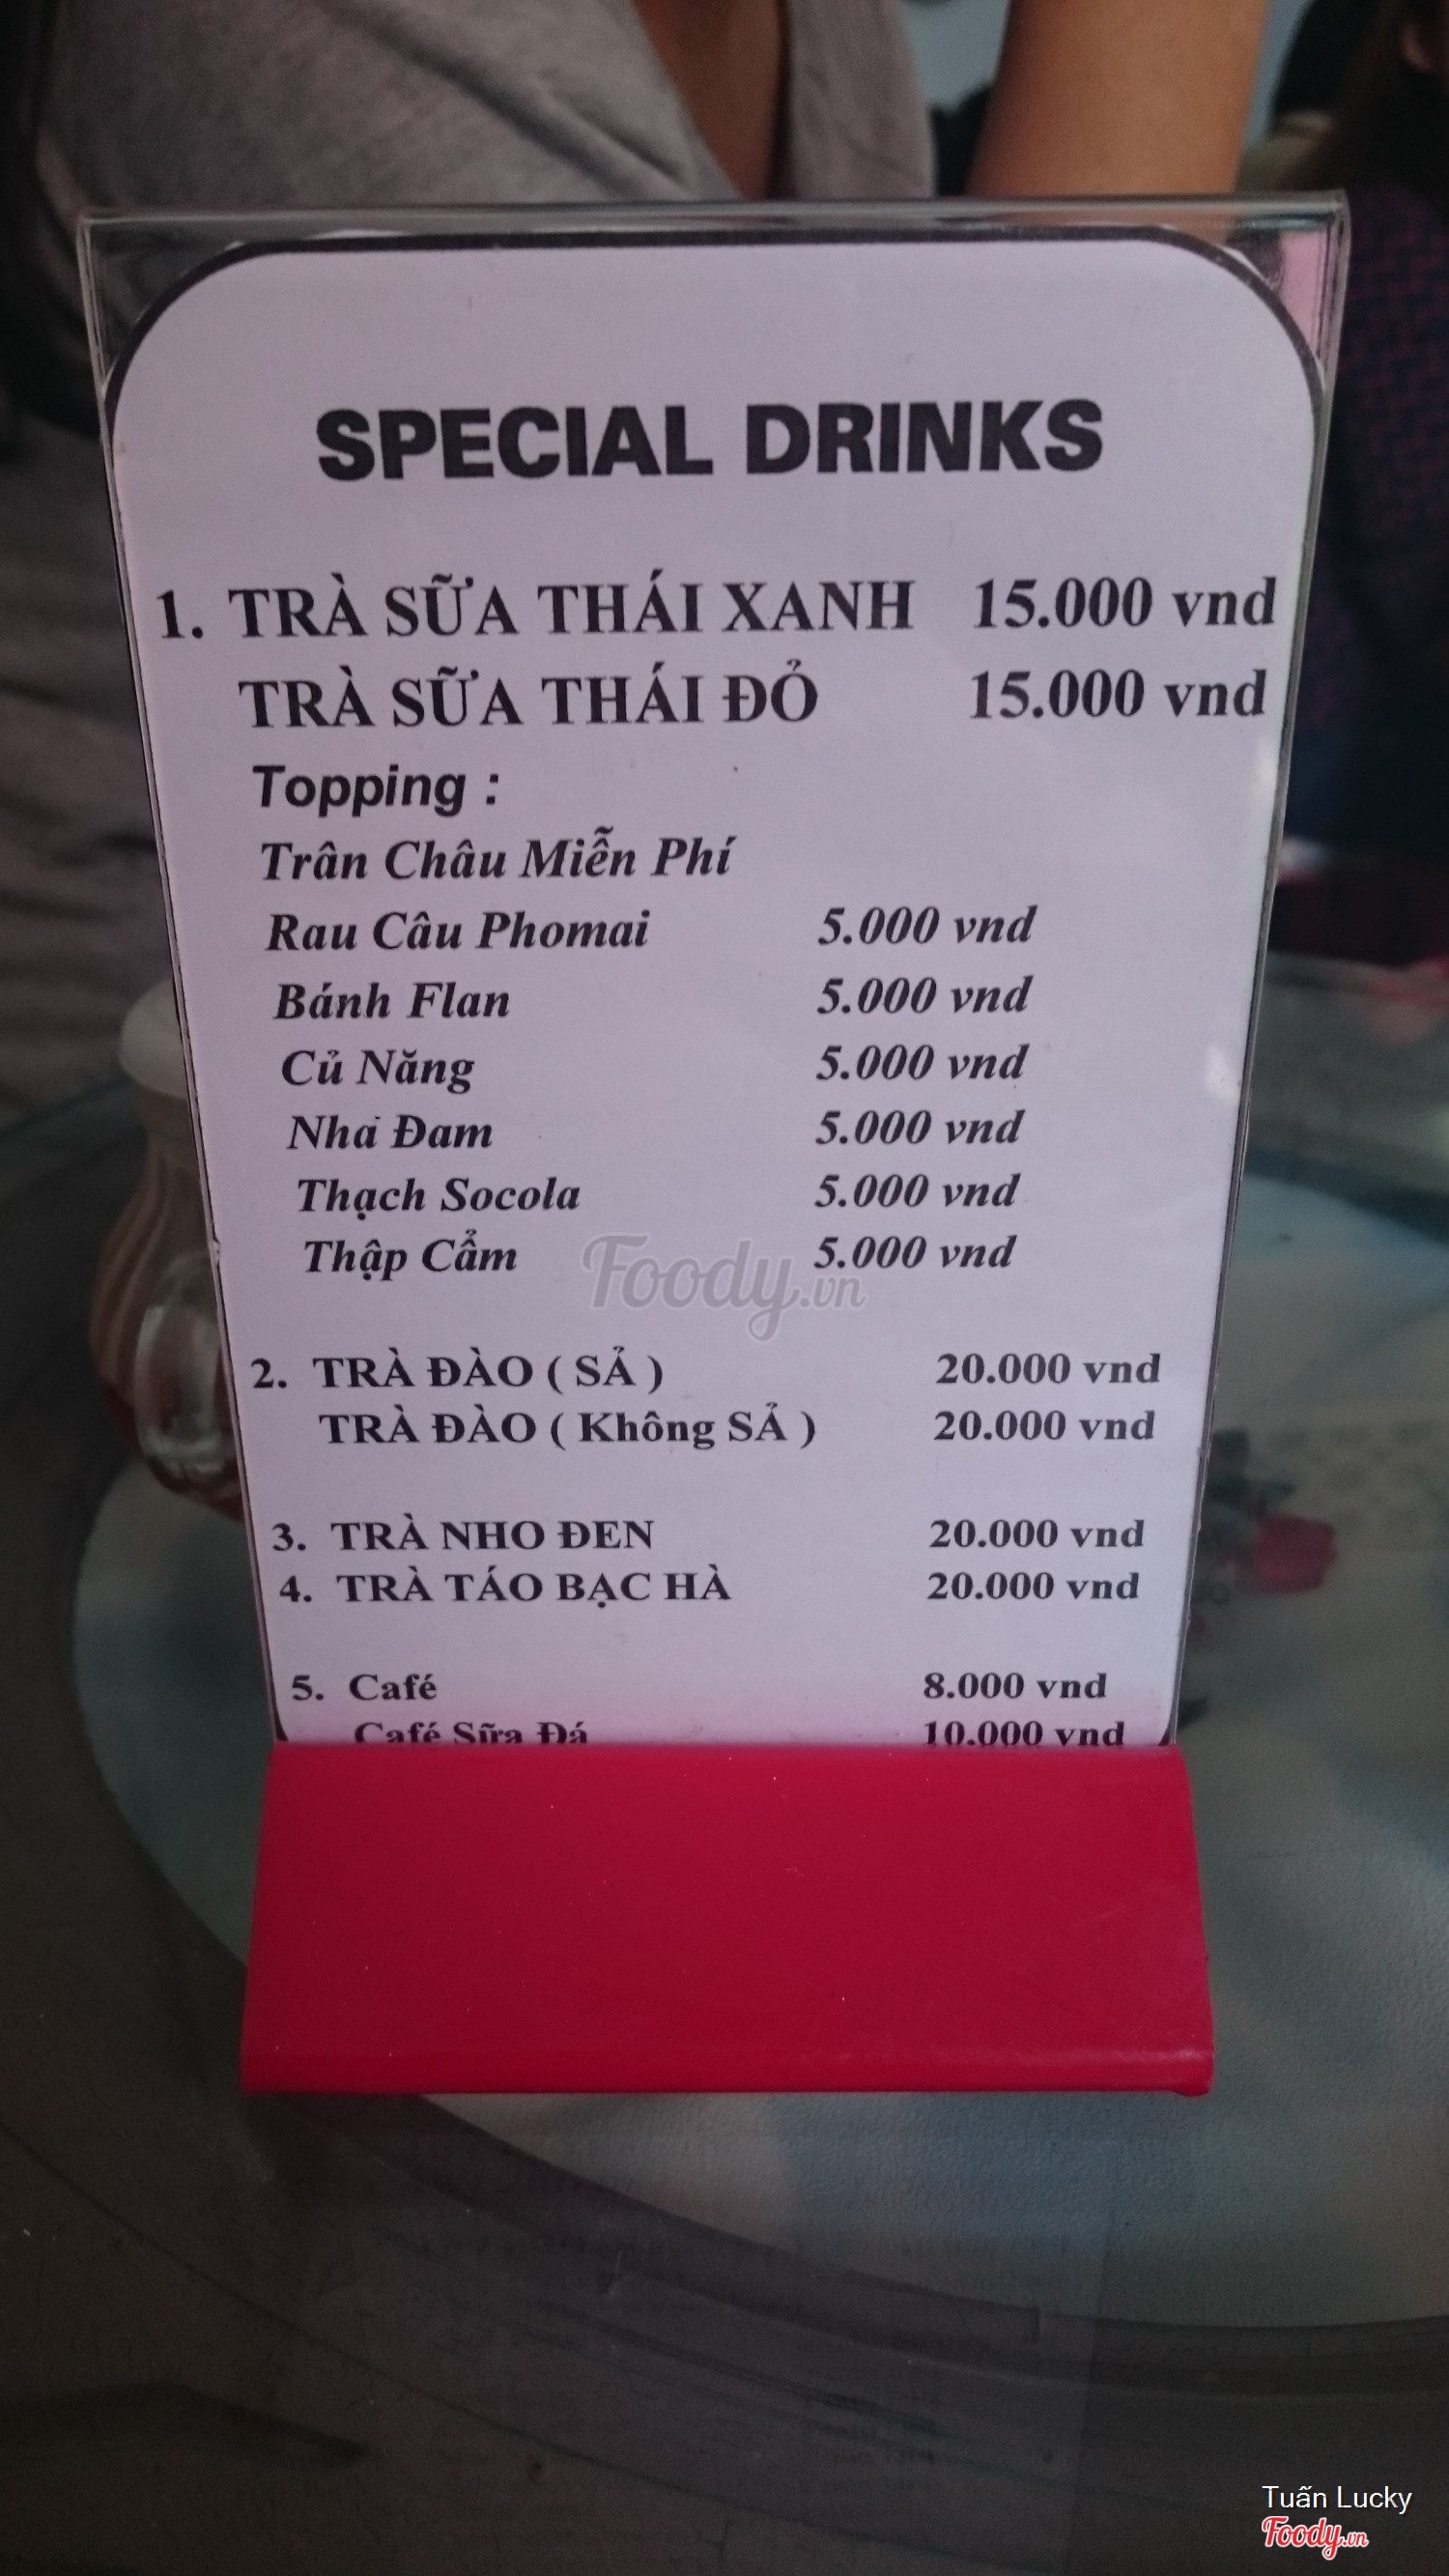 SPECIAL DRINKS
1. TRÀ SỮA THÁI XANH 15.000 vnd
TRÀ SỮA THÁI ĐỎ 15.000 vnd
Topping :
Trân Châu Miễn Phí
Rau Câu Phomai 5.000 vnd
Bánh Flan 5.000 vnd
Củ Năng 5.000 vnd
Nha Đam 5.000 vnd
Thạch Socola 5.000 vnd
Thập Cẩm 5.000 vnd
Foody.vn
2. TRÀ ĐÀO ( SẢ ) 20.000 vnd
TRÀ ĐÀO ( Không SẢ ) 20.000 vnd
3. TRÀ NHO ĐEN 20.000 vnd
4. TRÀ TÁO BẠC HÀ 20.000 vnd
5. Café 8.000 vnd
Café Sữa Đá 10.000 vnd
Tuấn Lucky
Foody.vn